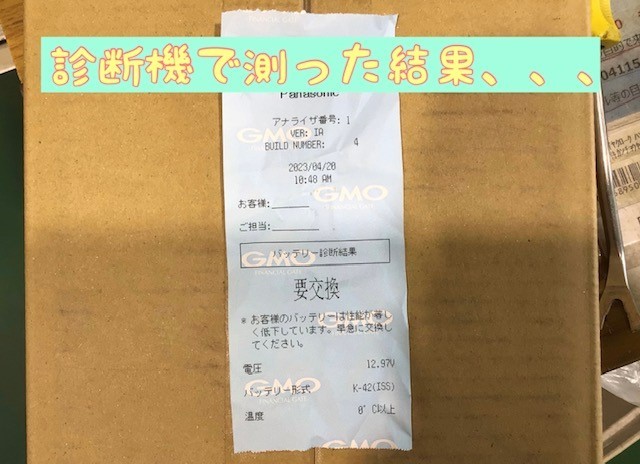 診断機で測った結果、、、
Panasonic
アナライザ番号: 1
VER: IA
BUILD NUMBER: 4
2023/04/20
10:48 AM
お客様:
ご担当:
バッテリー診断結果
要交換
* お客様のバッテリーは性能が著し
く低下しています。早急に交換し
てください。
電圧 12.97V
バッテリー形式 K-42(ISS)
温度 0°C以上
GMO
GMO
GMO
GMO
GMO
GMO
04115